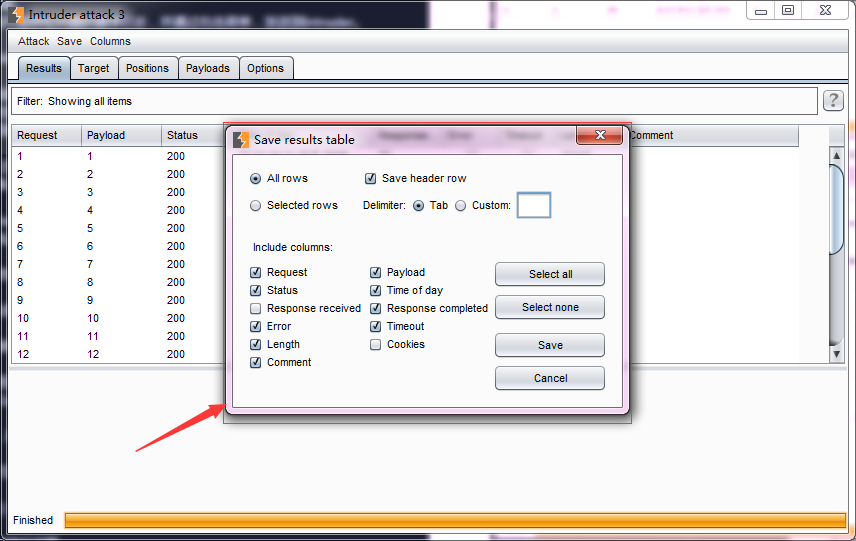 Intruder attack 3
Attack Save Columns
Results Target Positions Payloads Options
Filter: Showing all items
?
Request Payload Status Comment
1 1 200
2 2 200
3 3 200
4 4 200
5 5 200
6 6 200
7 7 200
8 8 200
9 9 200
10 10 200
11 11 200
12 12 200
Save results table
All rows Save header row
Selected rows Delimiter: Tab Custom:
Include columns:
Request Payload Select all
Status Time of day
Response received Response completed Select none
Error Timeout
Length Cookies Save
Comment
Cancel
Finished